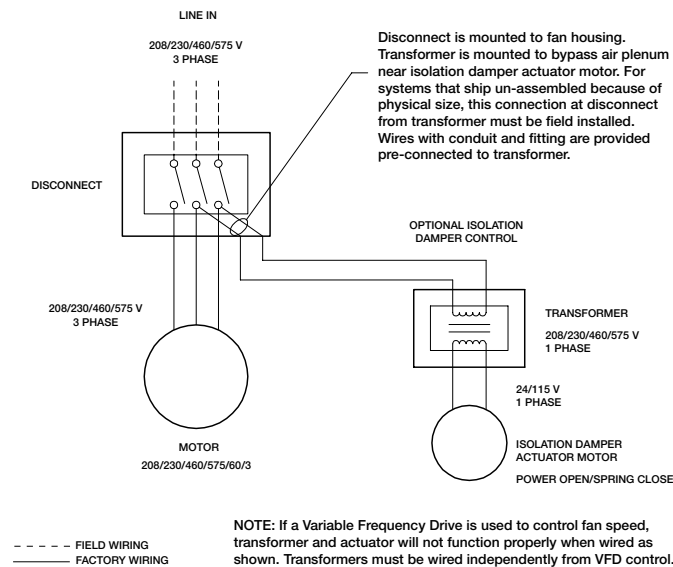 LINE IN
208/230/460/575 V
3 PHASE
Disconnect is mounted to fan housing.
Transformer is mounted to bypass air plenum
near isolation damper actuator motor. For
systems that ship un-assembled because of
physical size, this connection at disconnect
from transformer must be field installed.
Wires with conduit and fitting are provided
pre-connected to transformer.
DISCONNECT
OPTIONAL ISOLATION
DAMPER CONTROL
208/230/460/575 V
3 PHASE
TRANSFORMER
208/230/460/575 V
1 PHASE
24/115 V
1 PHASE
MOTOR
208/230/460/575/60/3
ISOLATION DAMPER
ACTUATOR MOTOR
POWER OPEN/SPRING CLOSE
FIELD WIRING
FACTORY WIRING
NOTE: If a Variable Frequency Drive is used to control fan speed,
transformer and actuator will not function properly when wired as
shown. Transformers must be wired independently from VFD control.